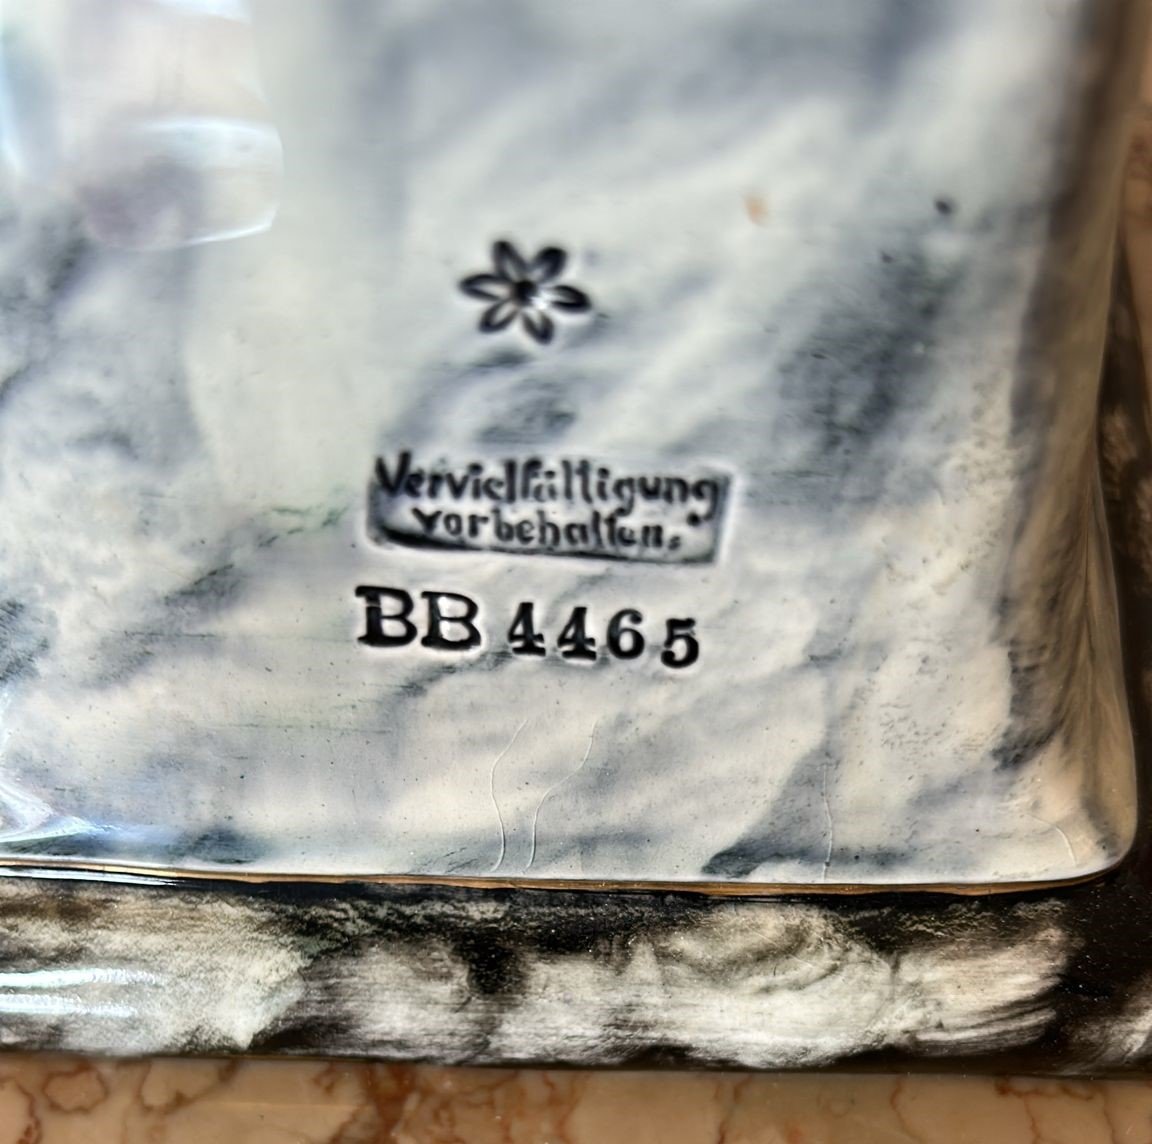 Vervielfältigung
vorbehalten.
BB 4465